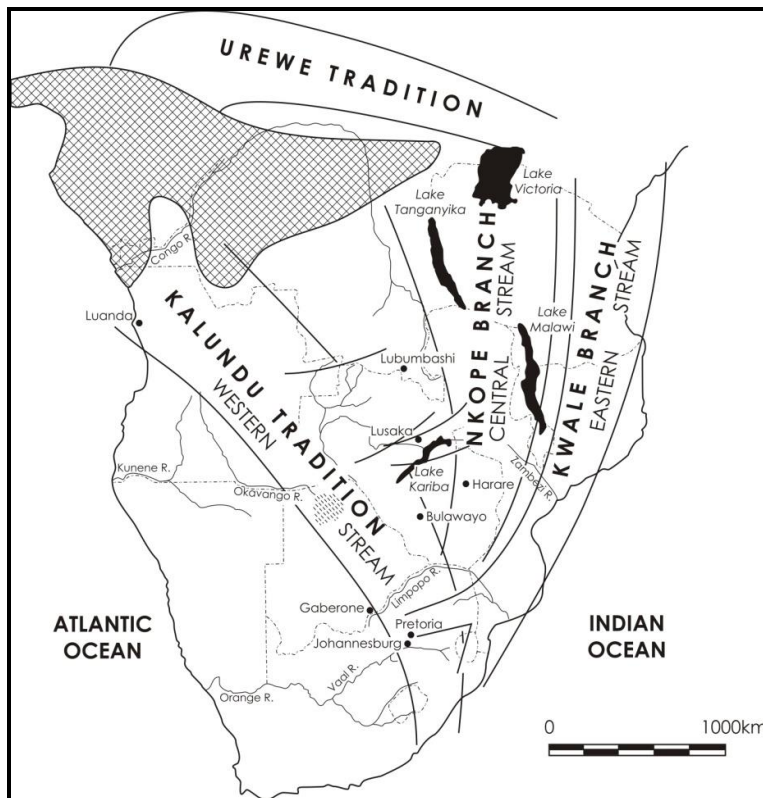 UREWE TRADITION
Lake
Victoria
Lake
Tanganyika
Congo R.
Luanda
KALUNDU TRADITION
WESTERN
STREAM
NKOPE BRANCH
CENTRAL
STREAM
KWALE BRANCH
EASTERN
STREAM
Lake
Malawi
Lubumbashi
Lusaka
Lake
Kariba
Zambezi R.
Kunene R.
Okavango R.
Harare
Bulawayo
Limpopo R.
Gaberone
Pretoria
Johannesburg
Vaal R.
Orange R.
ATLANTIC
OCEAN
INDIAN
OCEAN
0
1000km